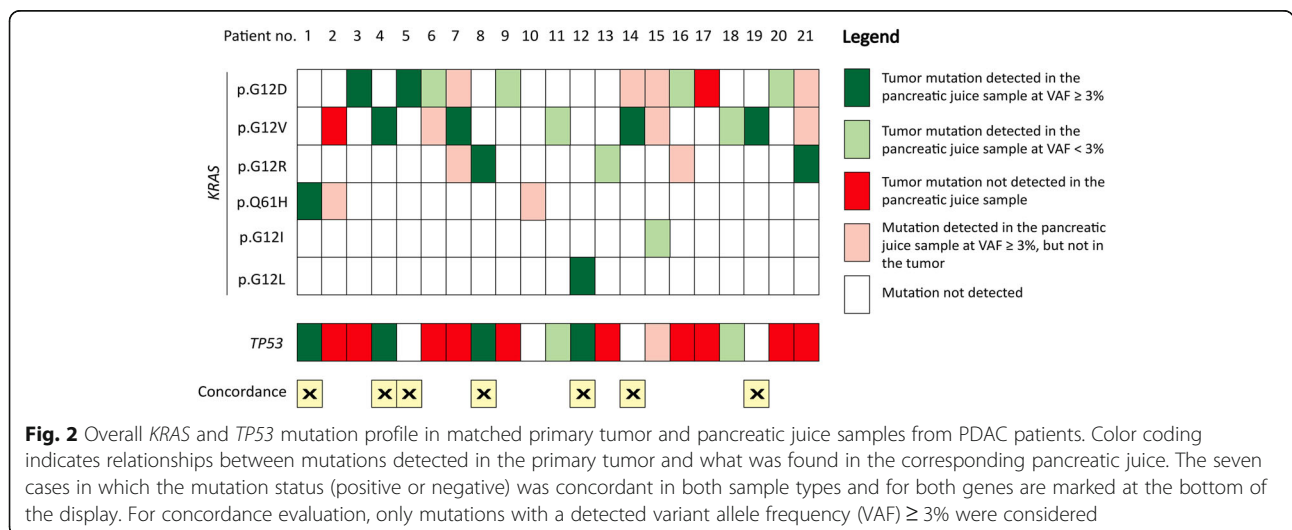 Patient no. 1 2 3 4 5 6 7 8 9 10 11 12 13 14 15 16 17 18 19 20 21
KRAS
p.G12D
p.G12V
p.G12R
p.Q61H
p.G12I
p.G12L
TP53
Concordance X X X X X X X
Legend
Tumor mutation detected in the
pancreatic juice sample at VAF ≥ 3%
Tumor mutation detected in the
pancreatic juice sample at VAF < 3%
Tumor mutation not detected in the
pancreatic juice sample
Mutation detected in the pancreatic
juice sample at VAF ≥ 3%, but not in
the tumor
Mutation not detected
Fig. 2 Overall KRAS and TP53 mutation profile in matched primary tumor and pancreatic juice samples from PDAC patients. Color coding
indicates relationships between mutations detected in the primary tumor and what was found in the corresponding pancreatic juice. The seven
cases in which the mutation status (positive or negative) was concordant in both sample types and for both genes are marked at the bottom of
the display. For concordance evaluation, only mutations with a detected variant allele frequency (VAF) ≥ 3% were considered